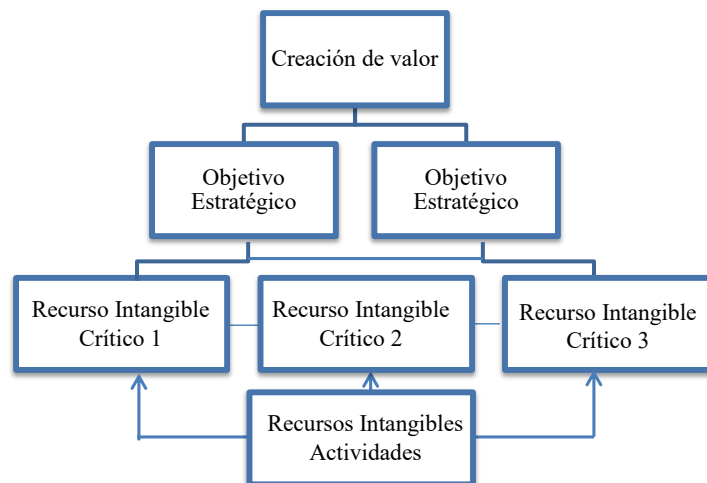 Creación de valor
Objetivo
Estratégico
Objetivo
Estratégico
Recurso Intangible
Crítico 1
Recurso Intangible
Crítico 2
Recurso Intangible
Crítico 3
Recursos Intangibles
Actividades